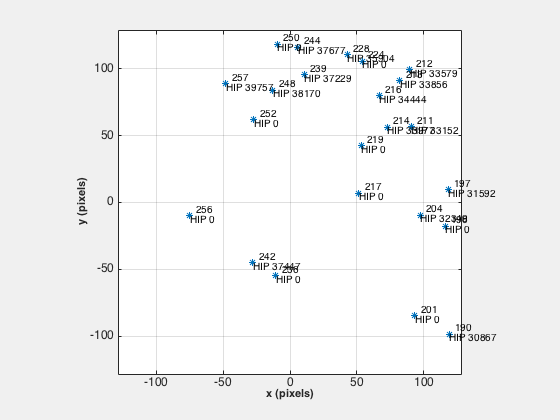 250
HIP 0
244
HIP 37677
228
224
HIP 0
239
HIP 37229
212
HIP 33579
HIP 33856
257
HIP 39757
248
HIP 38170
216
HIP 34444
252
HIP 0
214
211
HIP 33152
219
HIP 0
217
HIP 0
197
HIP 31592
256
HIP 0
204
HIP 0
242
HIP 37447
HIP 0
201
HIP 0
190
HIP 30867
100
50
0
-50
-100
-100
-50
0
50
100
y (pixels)
x (pixels)